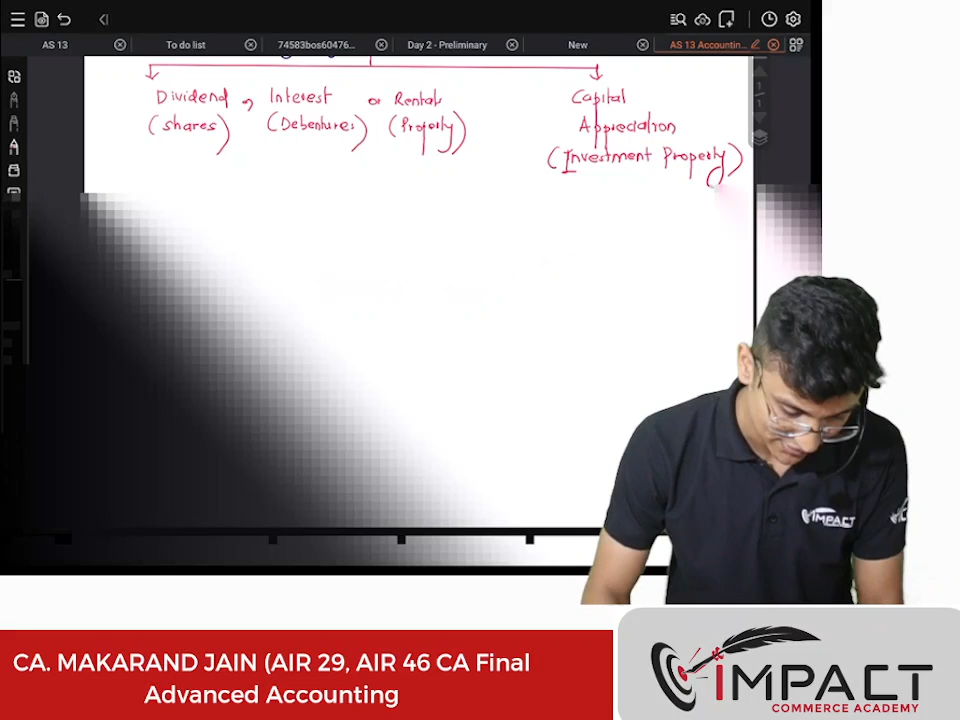 AS 13
To do list
74583bos60476...
Day 2 - Preliminary
New
AS 13 Accountin...
Dividend, Interest or Rental
(Shares) (Debentures) (Property)
Capital
Appreciation
(Investment Property)
1
1
IMPACT
CA. MAKARAND JAIN (AIR 29, AIR 46 CA Final
Advanced Accounting
IMPACT
COMMERCE ACADEMY